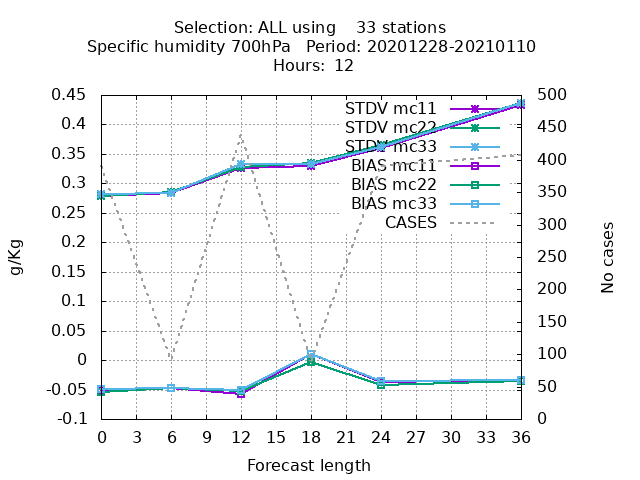 Selection: ALL using    33 stations
Specific humidity 700hPa   Period: 20201228-20210110
Hours:  12
0.45
0.4
0.35
0.3
0.25
0.2
0.15
0.1
0.05
0
-0.05
-0.1
g/Kg
STDV mc11
STDV mc22
STDV mc33
BIAS mc11
BIAS mc22
BIAS mc33
CASES
500
450
400
350
300
250
200
150
100
50
0
No cases
0 3 6 9 12 15 18 21 24 27 30 33 36
Forecast length